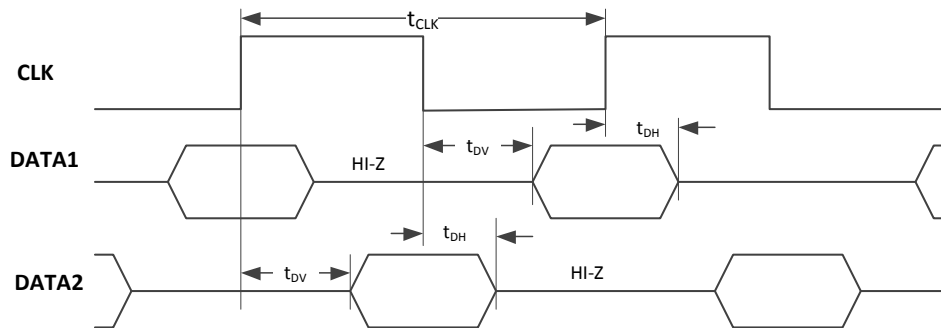 tCLK
CLK
tDH
DATA1
HI-Z
tDV
tDH
DATA2
tDV
HI-Z